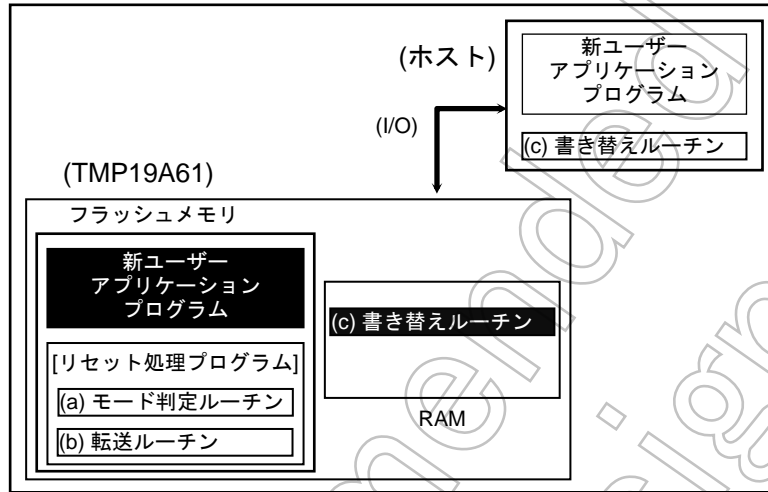 (ホスト)
新ユーザー
アプリケーション
プログラム
(c) 書き替えルーチン
(I/O)
(TMP19A61)
フラッシュメモリ
新ユーザー
アプリケーション
プログラム
[リセット処理プログラム]
(a) モード判定ルーチン
(b) 転送ルーチン
(c) 書き替えルーチン
RAM